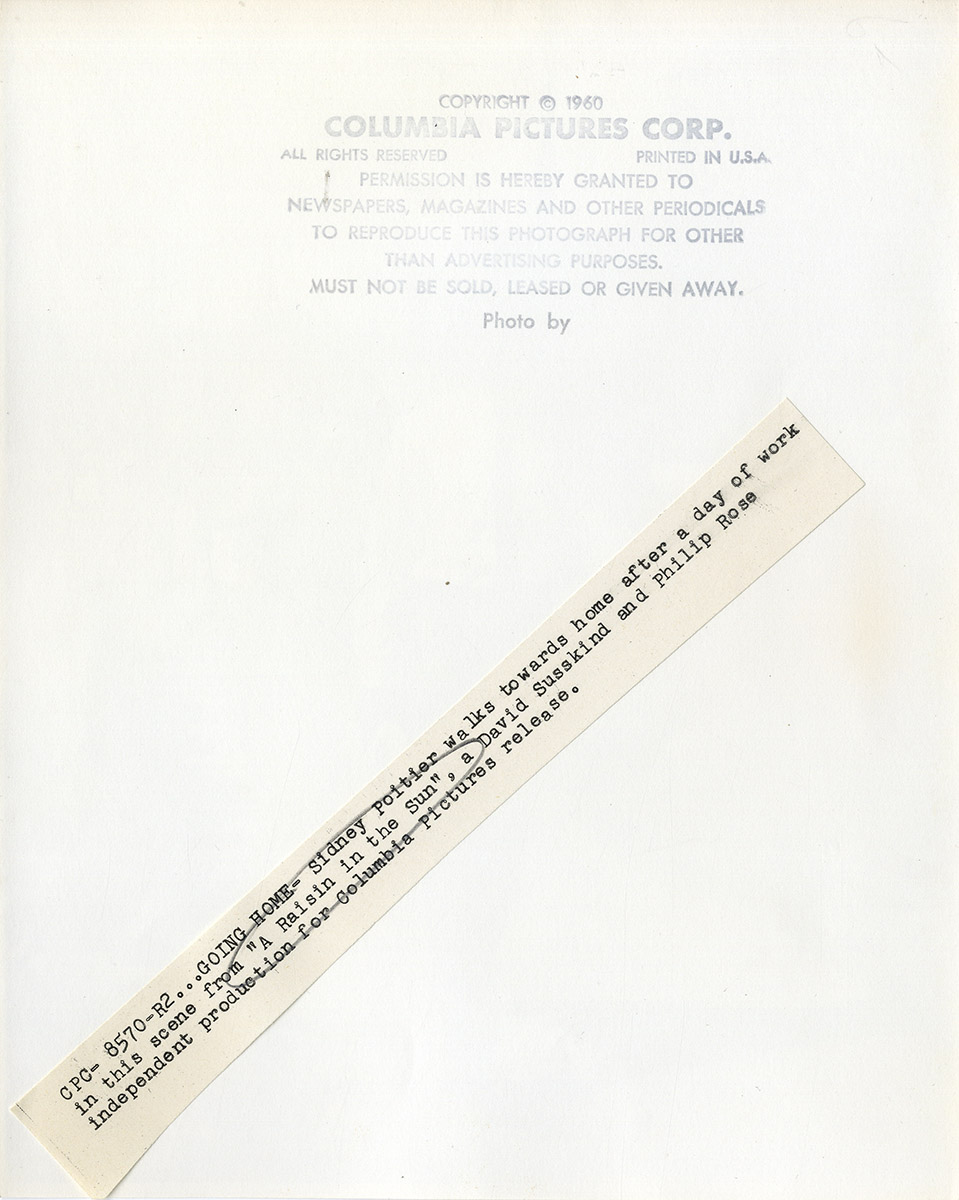 COPYRIGHT © 1960
COLUMBIA PICTURES CORP.
ALL RIGHTS RESERVED PRINTED IN U.S.A.
PERMISSION IS HEREBY GRANTED TO
NEWSPAPERS, MAGAZINES AND OTHER PERIODICALS
TO REPRODUCE THIS PHOTOGRAPH FOR OTHER
THAN ADVERTISING PURPOSES.
MUST NOT BE SOLD, LEASED OR GIVEN AWAY.
Photo by
CPC- 8570-R2...GOING HOME- Sidney Poitier walks towards home after a day of work
in this scene from "A Raisin in the Sun", a David Susskind and Philip Rose
independent production for Columbia Pictures release.